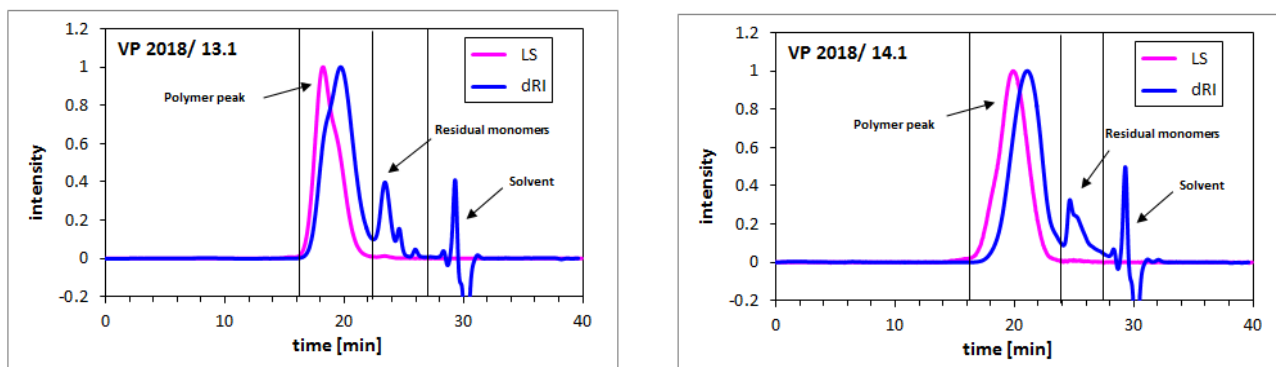 VP 2018/ 13.1
LS
dRI
Polymer peak
Residual monomers
Solvent
intensity
1.2
1
0.8
0.6
0.4
0.2
0
-0.2
0
20
30
40
time [min]
VP 2018/ 14.1
LS
dRI
Polymer peak
Residual monomers
Solvent
intensity
1.2
1
0.8
0.6
0.4
0.2
0
-0.2
0
20
30
40
time [min]